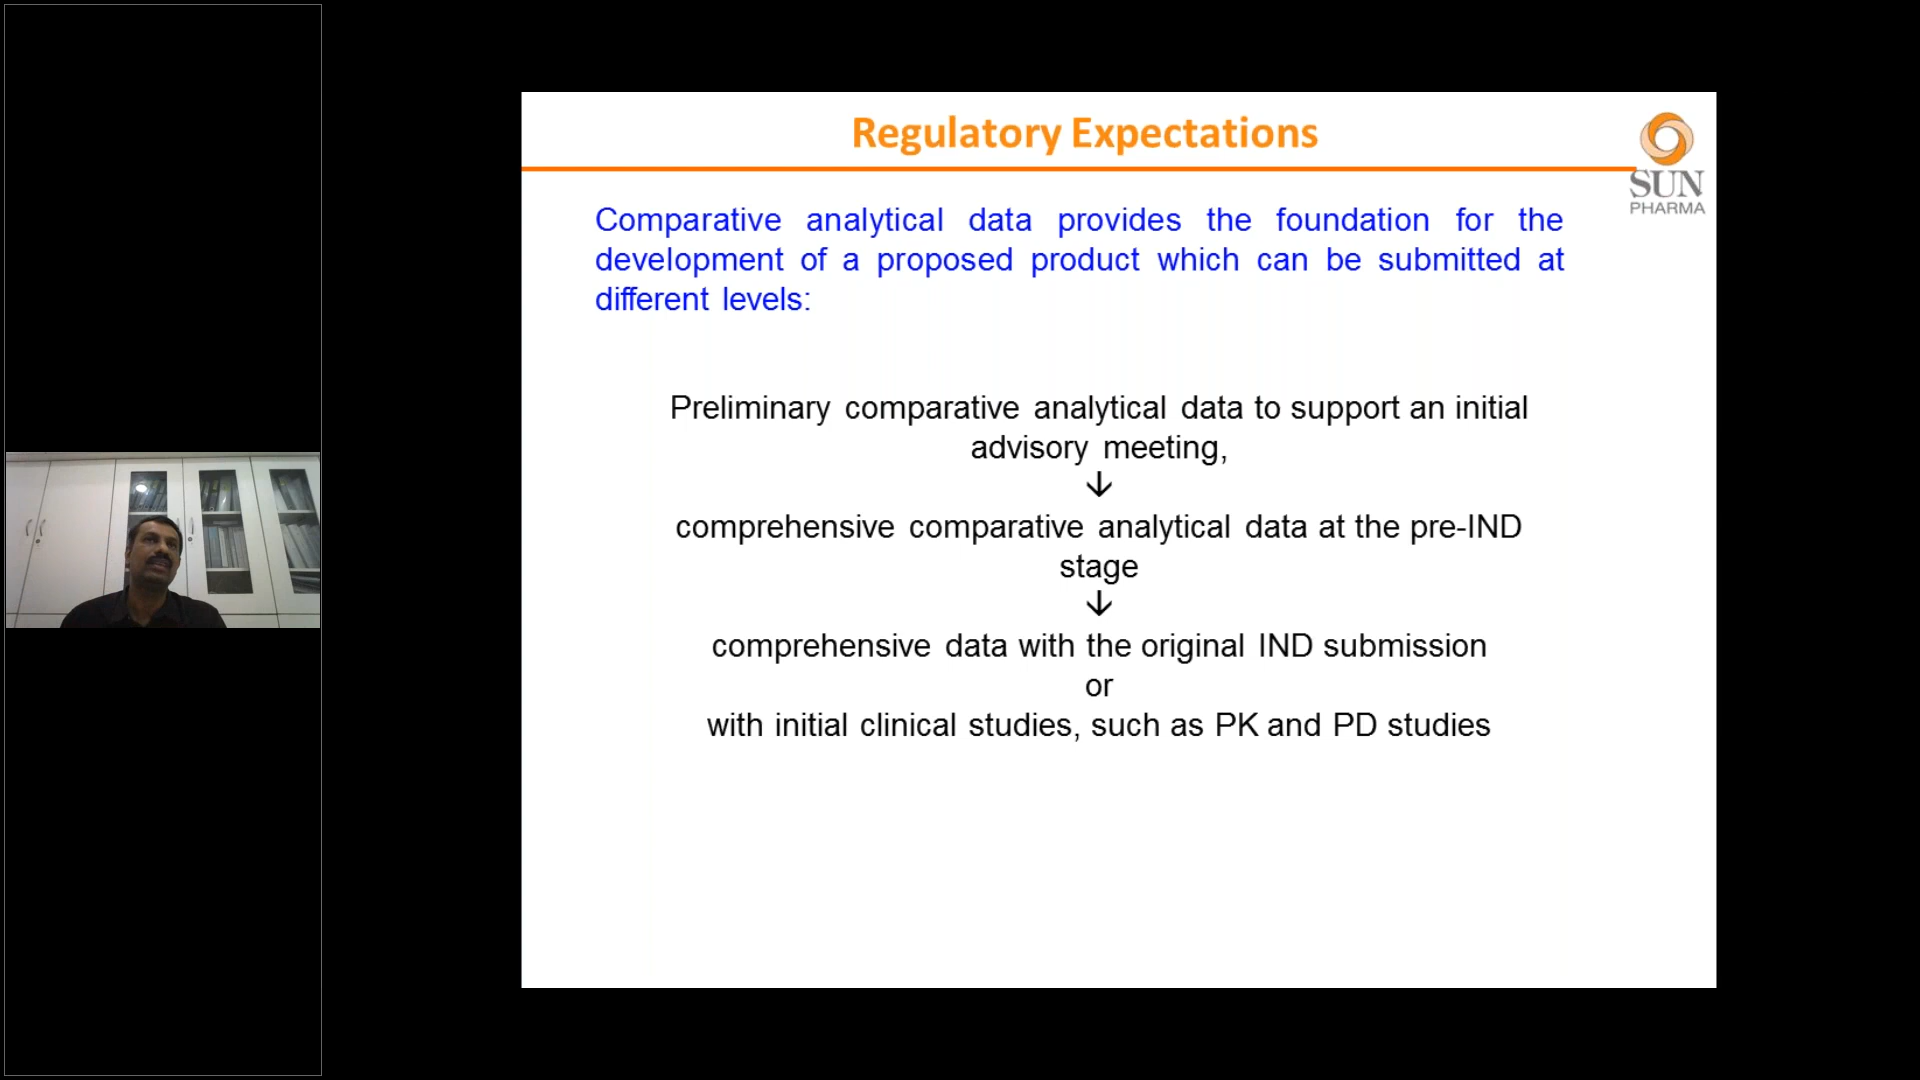 Regulatory Expectations
SUN
PHARMA
Comparative analytical data provides the foundation for the
development of a proposed product which can be submitted at
different levels:
Preliminary comparative analytical data to support an initial
advisory meeting,
↓
comprehensive comparative analytical data at the pre-IND
stage
↓
comprehensive data with the original IND submission
or
with initial clinical studies, such as PK and PD studies